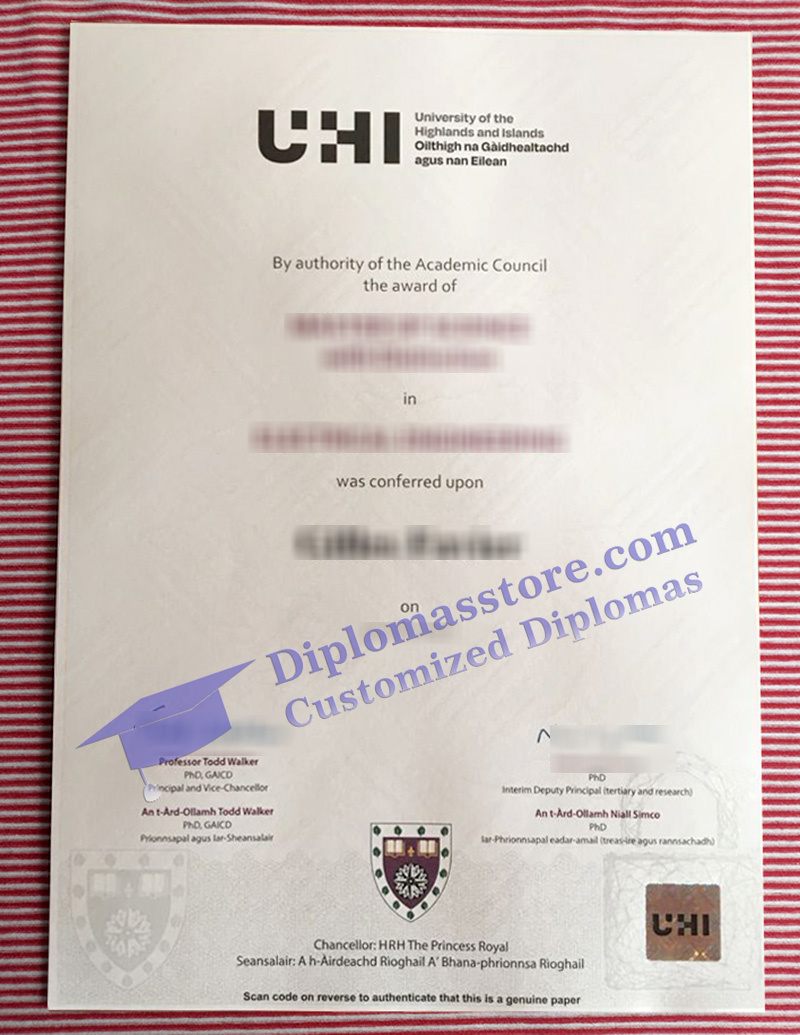 UHI
University of the
Highlands and Islands
Oilthigh na Gàidhealtachd
agus nan Eilean
By authority of the Academic Council
the award of
in
was conferred upon
on
Diplomasstore.com
Customized Diplomas
Professor Todd Walker
PhD, GAICD
Principal and Vice-Chancellor
An t-Àrd-Ollamh Todd Walker
PhD, GAICD
Prionnsapal agus Iar-Sheansalair
PhD
Interim Deputy Principal (tertiary and research)
An t-Àrd-Ollamh Niall Simco
PhD
Iar-Phrionnsapal eadar-amail (treas-ìre agus rannsachadh)
UHI
Chancellor: HRH The Princess Royal
Seansalair: A h-Àirdeachd Rìoghail A' Bhana-phrionnsa Rìoghail
Scan code on reverse to authenticate that this is a genuine paper